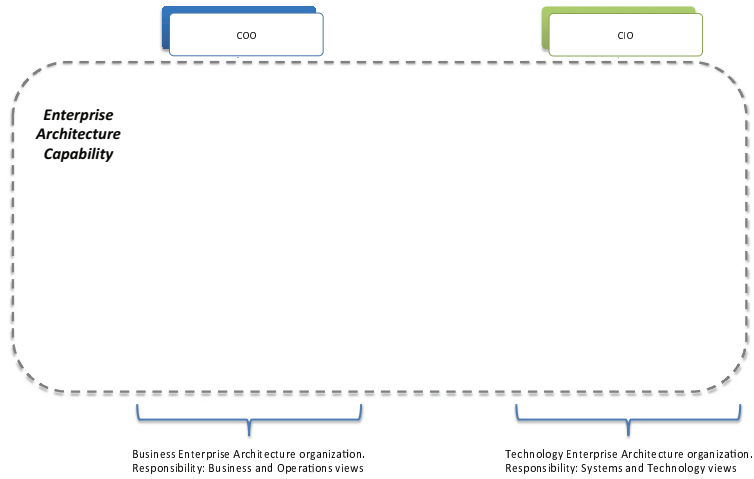 COO
CIO
Enterprise
Architecture
Capability
Business Enterprise Architecture organization.
Responsibility: Business and Operations views
Technology Enterprise Architecture organization.
Responsibility: Systems and Technology views